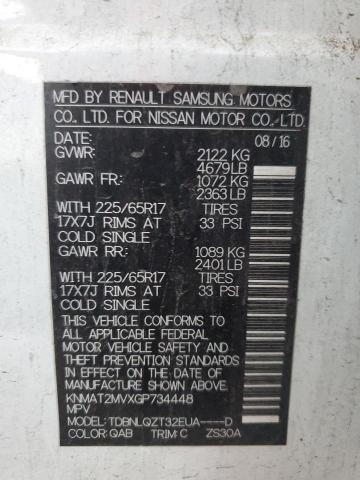 MFD BY RENAULT SAMSUNG MOTORS
CO., LTD. FOR NISSAN MOTOR CO., LTD.
DATE: 08/16
GVWR: 2122 KG
4679 LB
GAWR FR: 1072 KG
2363 LB
WITH 225/65R17 TIRES
17X7J RIMS AT 33 PSI
COLD SINGLE
GAWR RR: 1089 KG
2401 LB
WITH 225/65R17 TIRES
17X7J RIMS AT 33 PSI
COLD SINGLE
THIS VEHICLE CONFORMS TO
ALL APPLICABLE FEDERAL
MOTOR VEHICLE SAFETY &
THEFT PREVENTION STANDARDS
IN EFFECT ON THE DATE OF
MANUFACTURE SHOWN ABOVE.
KNMAT2MVXGP734448
MPV
MODEL: TDBNLQZT32EUA----D
COLOR: QAB TRIM: C ZS30A